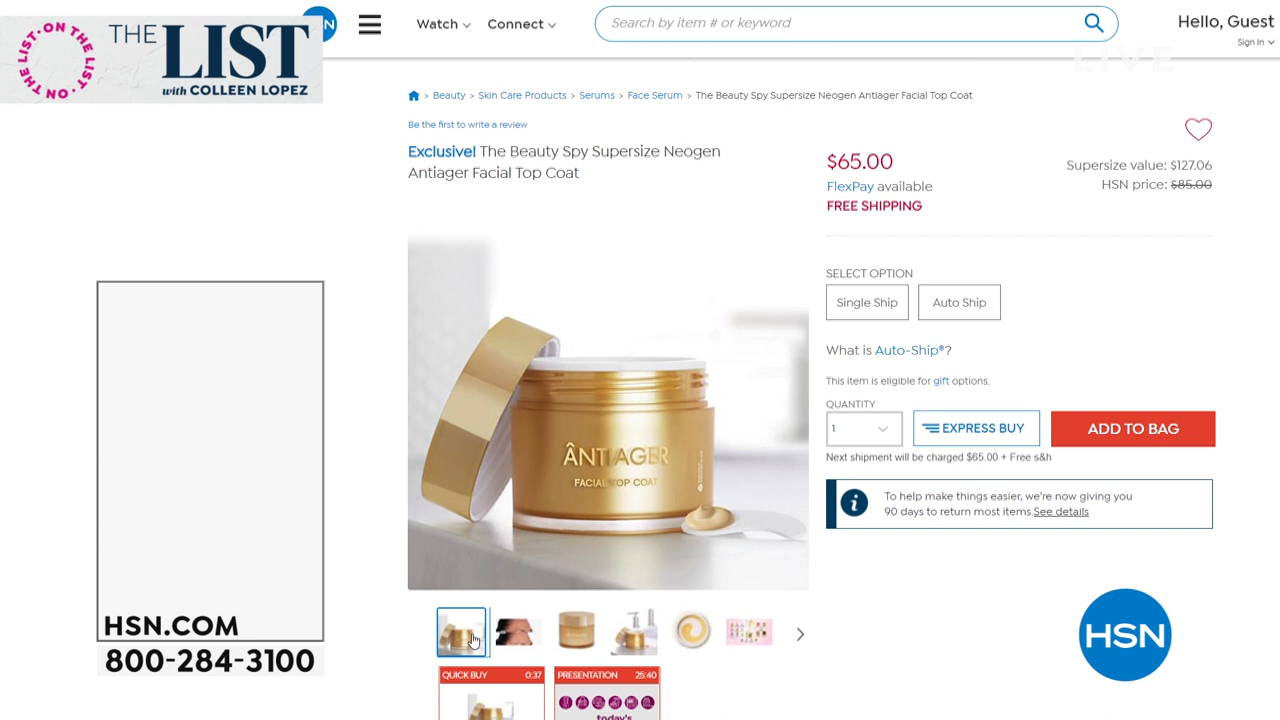 THE LIST
with COLLEEN LOPEZ
ON THE LIST · ON THE LIST ·
Watch
Connect
Search by item # or keyword
Hello, Guest
Sign In
LIVE
> Beauty > Skin Care Products > Serums > Face Serum > The Beauty Spy Supersize Neogen Antiager Facial Top Coat
Be the first to write a review
Exclusive! The Beauty Spy Supersize Neogen
Antiager Facial Top Coat
$65.00
Supersize value: $127.06
FlexPay available
HSN price: $85.00
FREE SHIPPING
SELECT OPTION
Single Ship
Auto Ship
What is Auto-Ship®?
This item is eligible for gift options.
QUANTITY
1
EXPRESS BUY
ADD TO BAG
Next shipment will be charged $65.00 + Free s&h
To help make things easier, we're now giving you
90 days to return most items.See details
ÂNTIAGER
FACIAL TOP COAT
HSN.COM
800-284-3100
HSN
QUICK BUY 0:37
PRESENTATION 25:40
today's